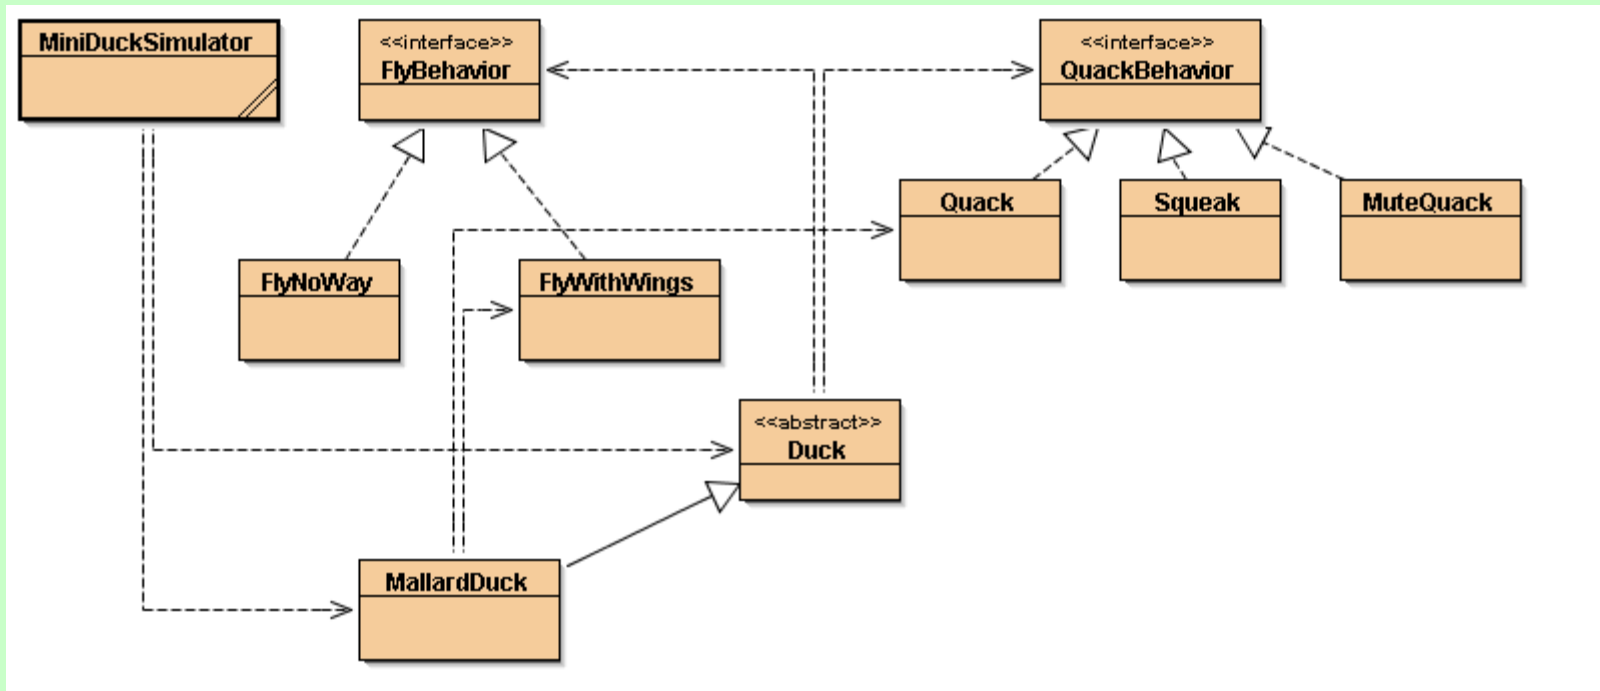 MiniDuckSimulator
<<interface>>
FlyBehavior
<<interface>>
QuackBehavior
Quack
Squeak
MuteQuack
FlyNoWay
FlyWithWings
<<abstract>>
Duck
MallardDuck